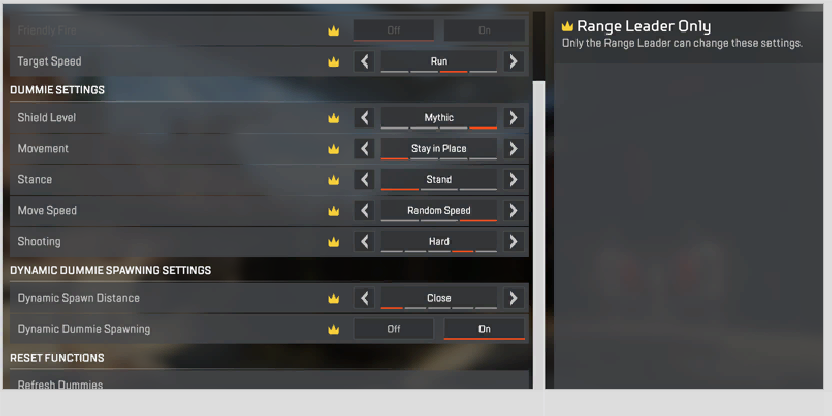 Friendly Fire
Off
On
Target Speed
Run
DUMMIE SETTINGS
Shield Level
Mythic
Movement
Stay in Place
Stance
Stand
Move Speed
Random Speed
Shooting
Hard
DYNAMIC DUMMIE SPAWNING SETTINGS
Dynamic Spawn Distance
Close
Dynamic Dummie Spawning
Off
On
RESET FUNCTIONS
Refresh Dummies
Range Leader Only
Only the Range Leader can change these settings.